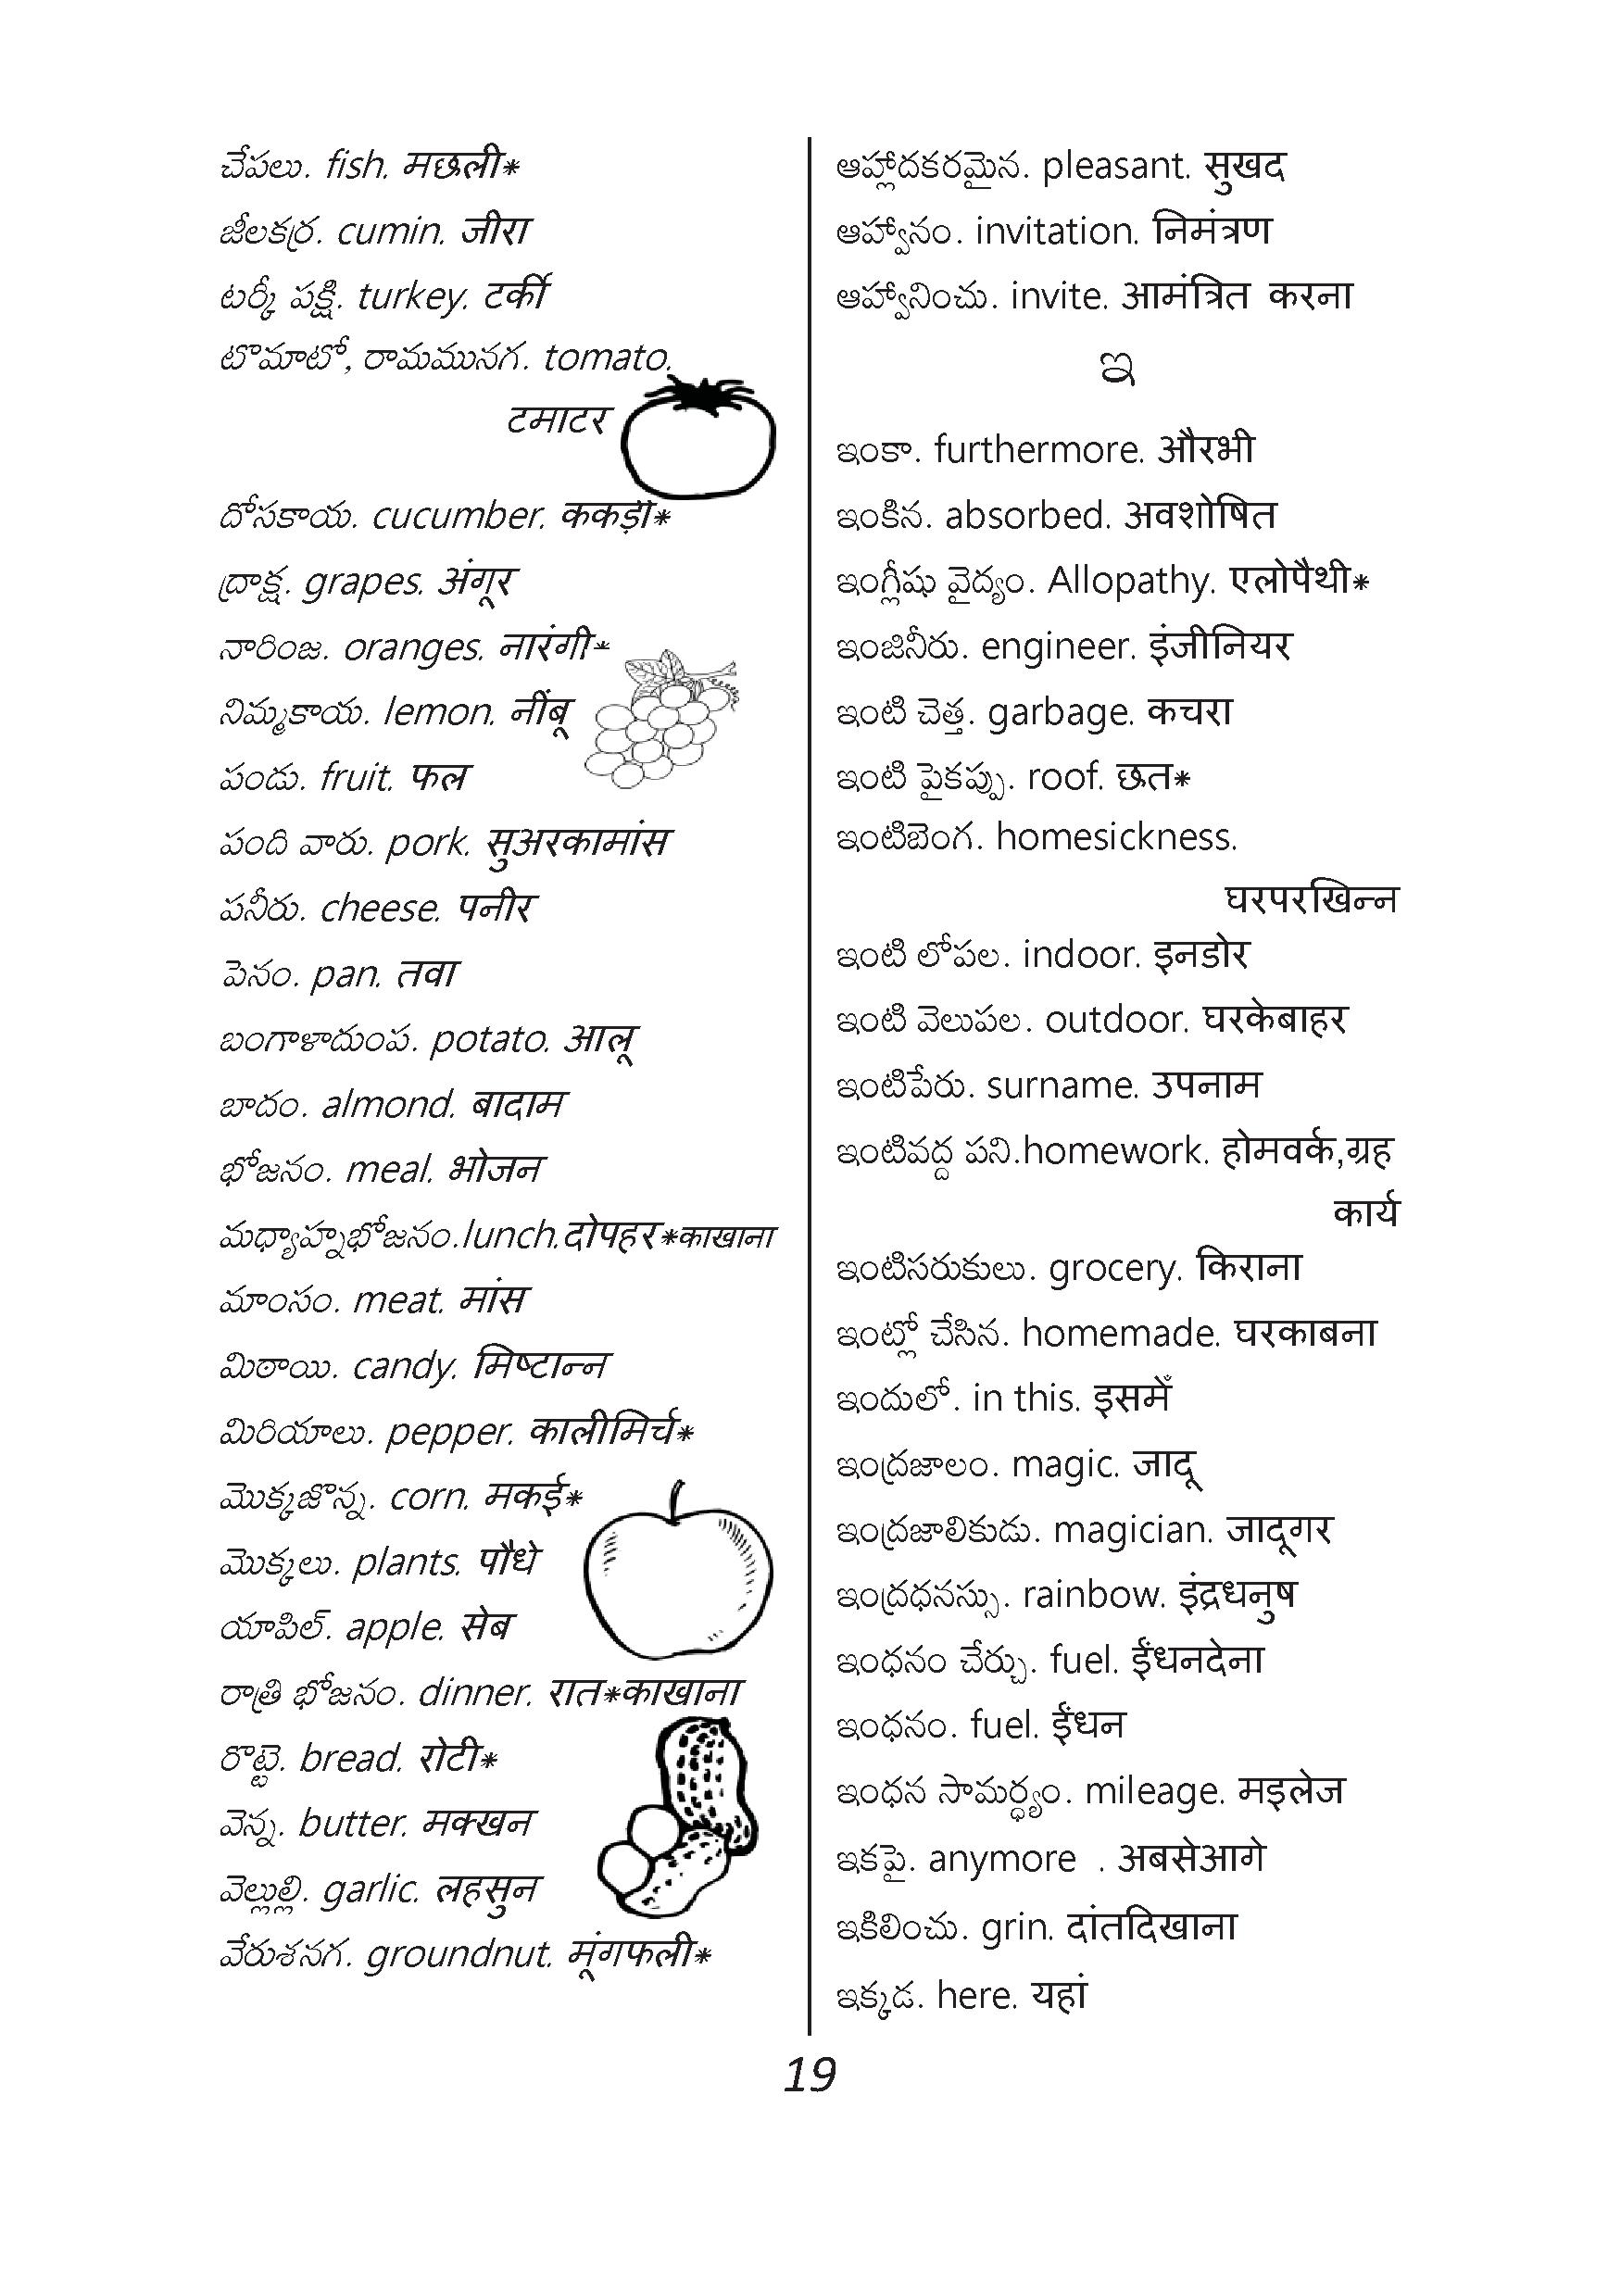 చేపలు. fish. मछली*
జీలకర్ర. cumin. जीरा
టర్కీ పక్షి. turkey. टर्की
టొమాటో, రామమునగ. tomato.
टमाटर
దోసకాయ. cucumber. ककड़ी*
ద్రాక్ష. grapes. अंगूर
నారింజ. oranges. नारंगी*
నిమ్మకాయ. lemon. नींबू
పండు. fruit. फल
పంది వారు. pork. सुअरकामांस
పనీరు. cheese. पनीर
పెనం. pan. तवा
బంగాళాదుంప. potato. आलू
బాదం. almond. बादाम
భోజనం. meal. भोजन
మధ్యాహ్నభోజనం.lunch.दोपहर*काखाना
మాంసం. meat. मांस
మిఠాయి. candy. मिष्टान्न
మిరియాలు. pepper. कालीमिर्च*
మొక్కజొన్న. corn. मकई*
మొక్కలు. plants. पौधे
యాపిల్. apple. सेब
రాత్రి భోజనం. dinner. रात*काखाना
రొట్టె. bread. रोटी*
వెన్న. butter. मक्खन
వెల్లుల్లి. garlic. लहसुन
వేరుశనగ. groundnut. मूंगफली*
ఆహ్లాదకరమైన. pleasant. सुखद
ఆహ్వానం. invitation. निमंत्रण
ఆహ్వానించు. invite. आमंत्रित करना
ఇ
ఇంకా. furthermore. औरभी
ఇంకిన. absorbed. अवशोषित
ఇంగ్లీషు వైద్యం. Allopathy. एलोपैथी*
ఇంజినీరు. engineer. इंजीनियर
ఇంటి చెత్త. garbage. कचरा
ఇంటి పైకప్పు. roof. छत*
ఇంటిబెంగ. homesickness.
घरपरखिन्न
ఇంటి లోపల. indoor. इनडोर
ఇంటి వెలుపల. outdoor. घरकेबाहर
ఇంటిపేరు. surname. उपनाम
ఇంటివద్ద పని.homework. होमवर्क,ग्रह
कार्य
ఇంటిసరుకులు. grocery. किराना
ఇంట్లో చేసిన. homemade. घरकाबना
ఇందులో. in this. इसमेँ
ఇంద్రజాలం. magic. जादू
ఇంద్రజాలికుడు. magician. जादूगर
ఇంద్రధనస్సు. rainbow. इंद्रधनुष
ఇంధనం చేర్చు. fuel. ईंधनदेना
ఇంధనం. fuel. ईंधन
ఇంధన సామర్ధ్యం. mileage. मइलेज
ఇకపై. anymore . अबसेआगे
ఇకిలించు. grin. दांतदिखाना
ఇక్కడ. here. यहां
19